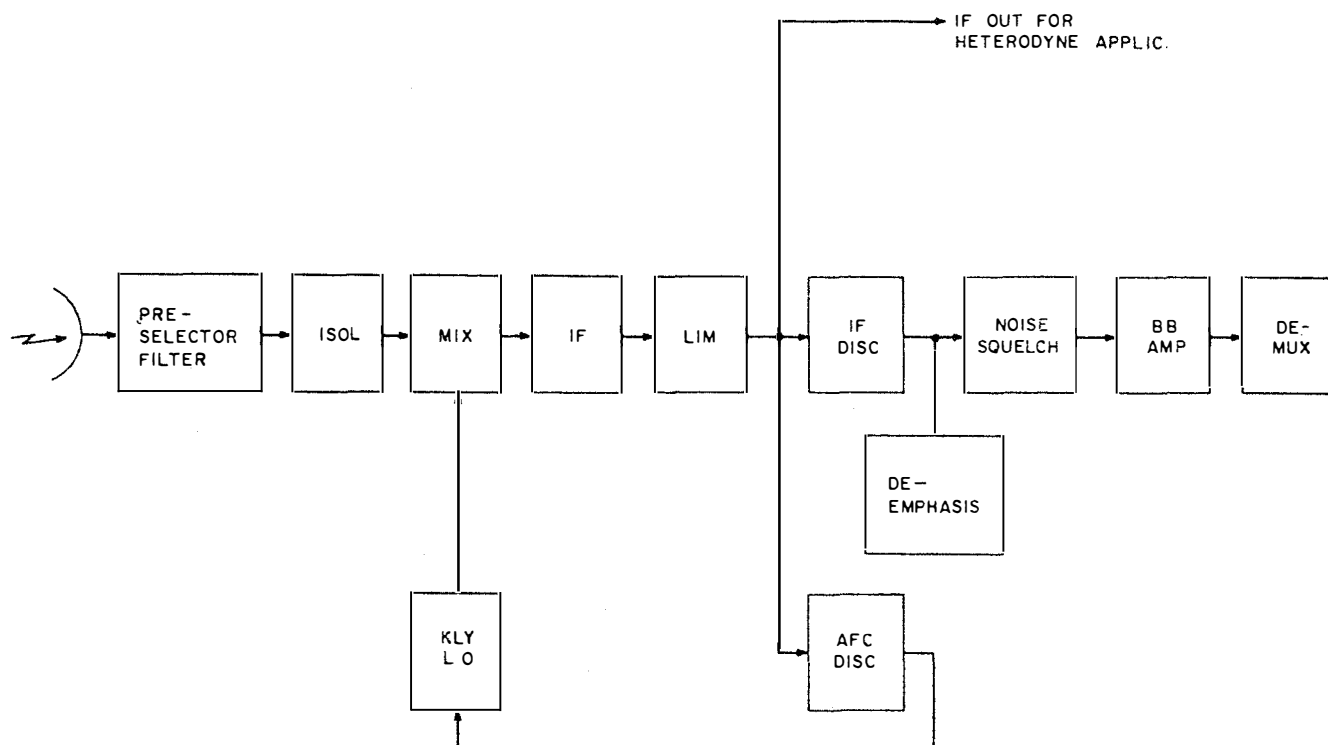 IF OUT FOR
HETERODYNE APPLIC.
PRE-
SELECTOR
FILTER
ISOL
MIX
IF
LIM
IF
DISC
NOISE
SQUELCH
BB
AMP
DE-
MUX
DE-
EMPHASIS
KLY
L O
AFC
DISC